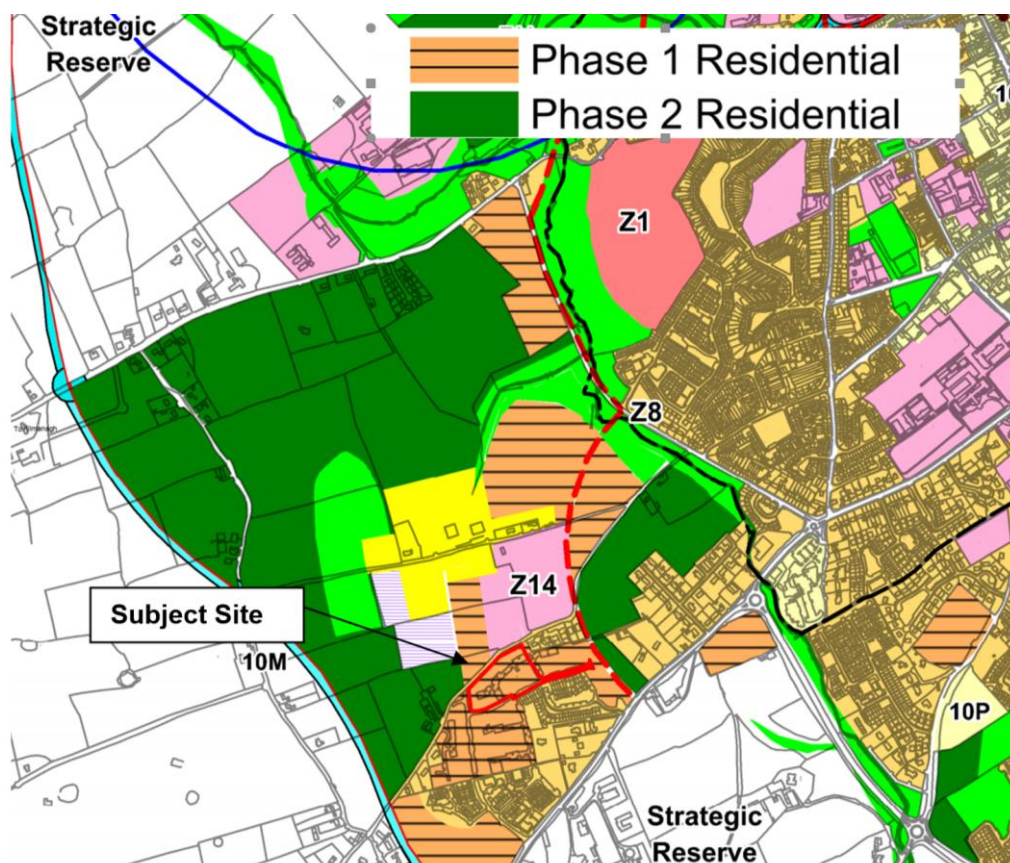 Strategic
Reserve
Phase 1 Residential
Phase 2 Residential
Z1
Z8
Z14
Subject Site
10M
10P
Strategic
Reserve